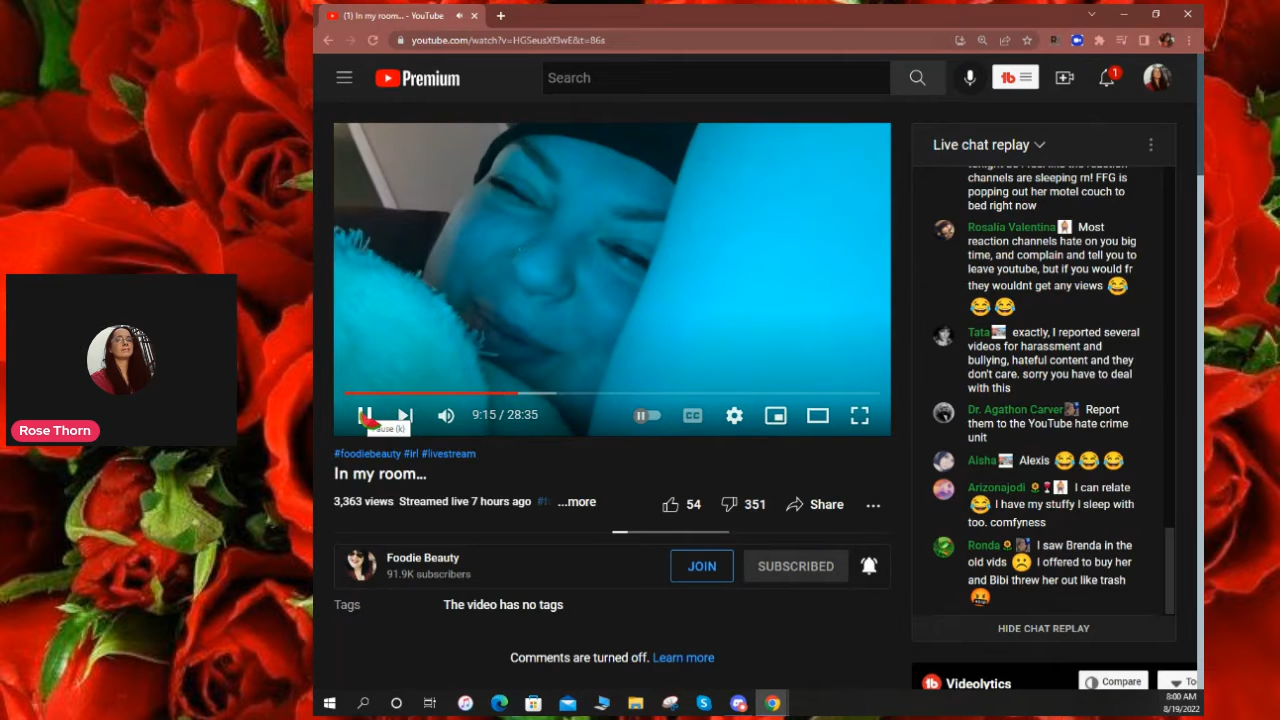 (1) In my room... - YouTube
youtube.com/watch?v=HGSeusXf3wE&t=86s
Premium
Search
1
Live chat replay
channels are sleeping rn! FFG is
popping out her motel couch to
bed right now
Rosalia Valentina Most
reaction channels hate on you big
time, and complain and tell you to
leave youtube, but if you would fr
they wouldnt get any views 😂
😂😂
Tata exactly, I reported several
videos for harassment and
bullying, hateful content and they
don't care. sorry you have to deal
with this
Dr. Agathon Carver Report
them to the YouTube hate crime
unit
Aisha Alexis 😂😂😂
Arizonajodi I can relate
😂 I have my stuffy I sleep with
too. comfyness
Ronda I saw Brenda in the
old vids ☹️ I offered to buy her
and Bibi threw her out like trash
🤬
HIDE CHAT REPLAY
9:15 / 28:35
CC
ause (k)
#foodiebeauty #irl #livestream
In my room...
3,363 views Streamed live 7 hours ago ...more
54
351
Share
Foodie Beauty
91.9K subscribers
JOIN
SUBSCRIBED
Tags
The video has no tags
Comments are turned off. Learn more
Videolytics
Compare
To
Rose Thorn
8:00 AM
8/19/2022